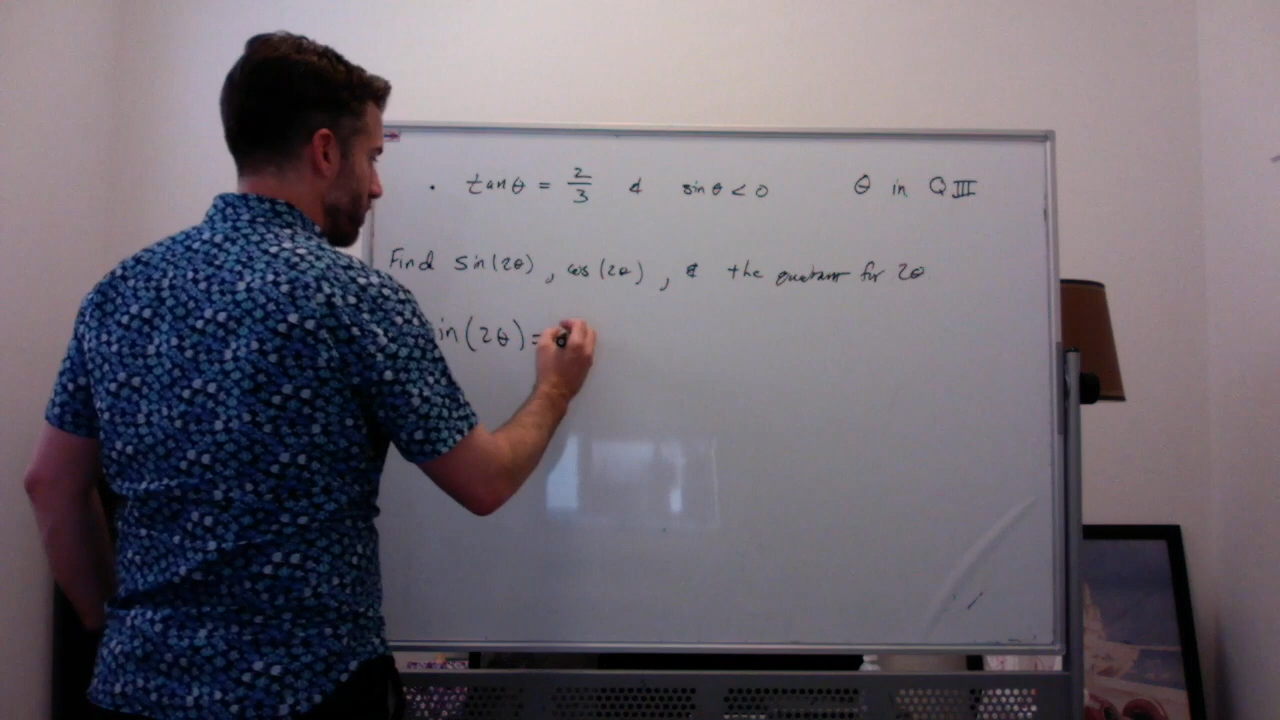 · tanθ = 2/3 & sinθ < 0 θ in QIII
Find sin(2θ), cos(2θ), & the quadrant for 2θ
in(2θ) =